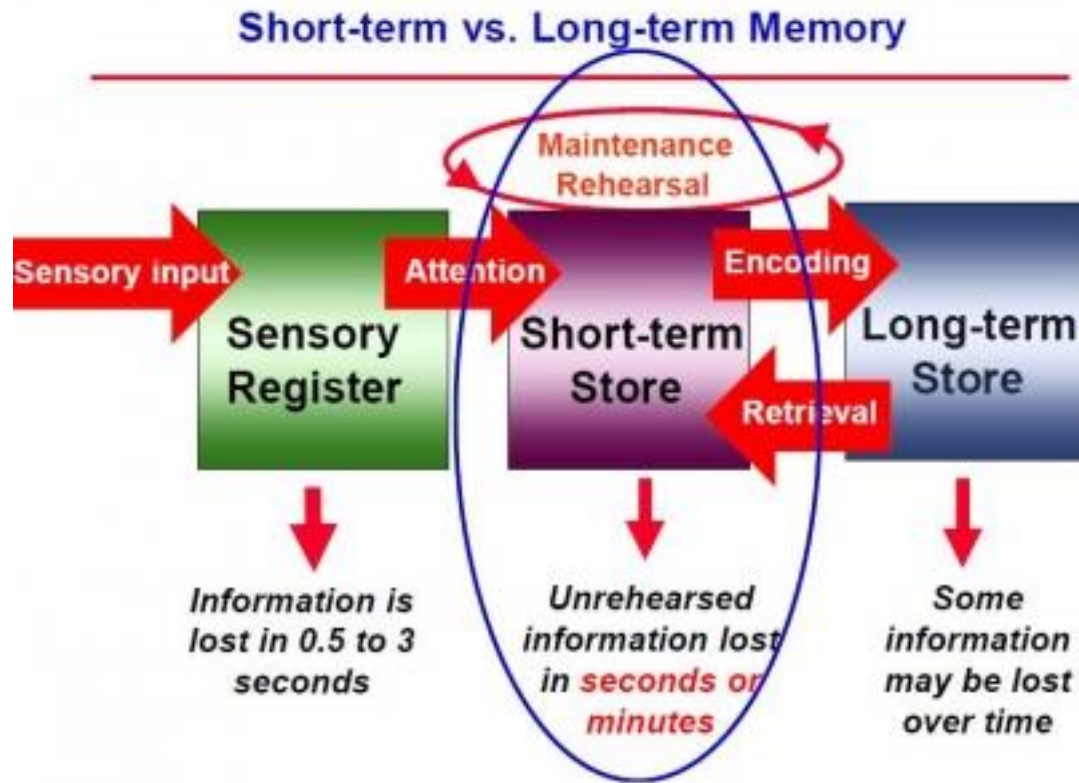 Short-term vs. Long-term Memory
Maintenance
Rehearsal
Sensory input
Sensory
Register
Attention
Short-term
Store
Encoding
Retrieval
Long-term
Store
Information is
lost in 0.5 to 3
seconds
Unrehearsed
information lost
in seconds or
minutes
Some
information
may be lost
over time